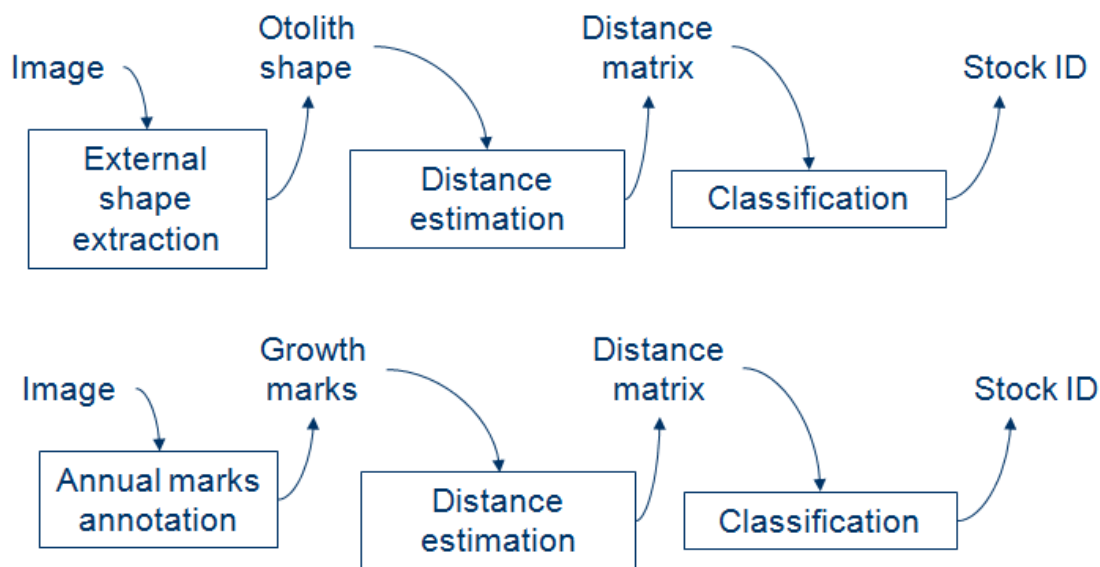 Image
External
shape
extraction
Otolith
shape
Distance
estimation
Distance
matrix
Classification
Stock ID
Image
Annual marks
annotation
Growth
marks
Distance
estimation
Distance
matrix
Classification
Stock ID